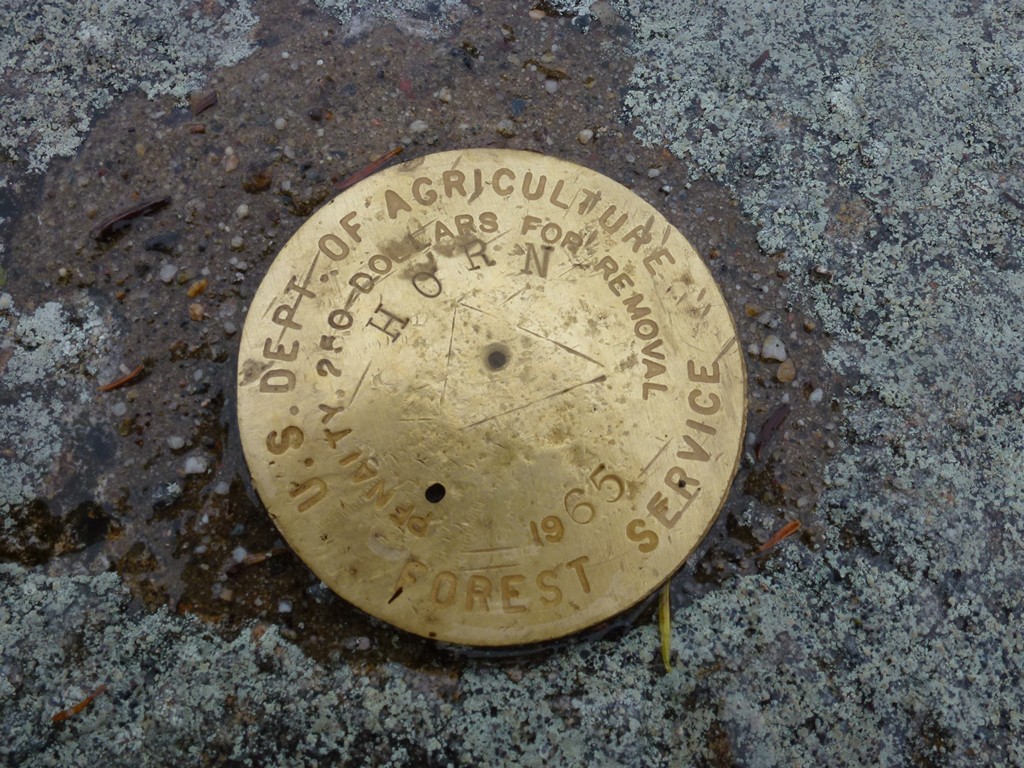 U.S. DEPT. OF AGRICULTURE
FOREST SERVICE
PENALTY. 250-DOLLARS FOR REMOVAL
HORN
1965